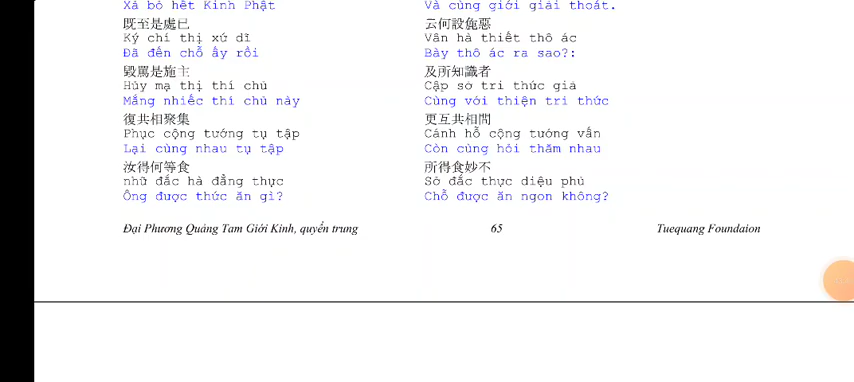 Xả bỏ hết Kinh Phật
Và cùng giới giải thoát.
既至是處已
Ký chí thị xứ dĩ
Đã đến chỗ ấy rồi
云何設麁惡
Vân hà thiết thô ác
Bày thô ác ra sao?:
毀罵是施主
Hủy mạ thị thí chủ
Mắng nhiếc thí chủ này
及所知識者
Cập sở tri thức giả
Cùng với thiện tri thức
復共相聚集
Phục cộng tướng tụ tập
Lại cùng nhau tụ tập
更互共相問
Cánh hỗ cộng tướng vấn
Còn cùng hỏi thăm nhau
汝得何等食
nhữ đắc hà đẳng thực
Ông được thức ăn gì?
所得食妙不
Sở đắc thực diệu phủ
Chỗ được ăn ngon không?
Đại Phương Quảng Tam Giới Kinh, quyển trung
65
Tuequang Foundaion